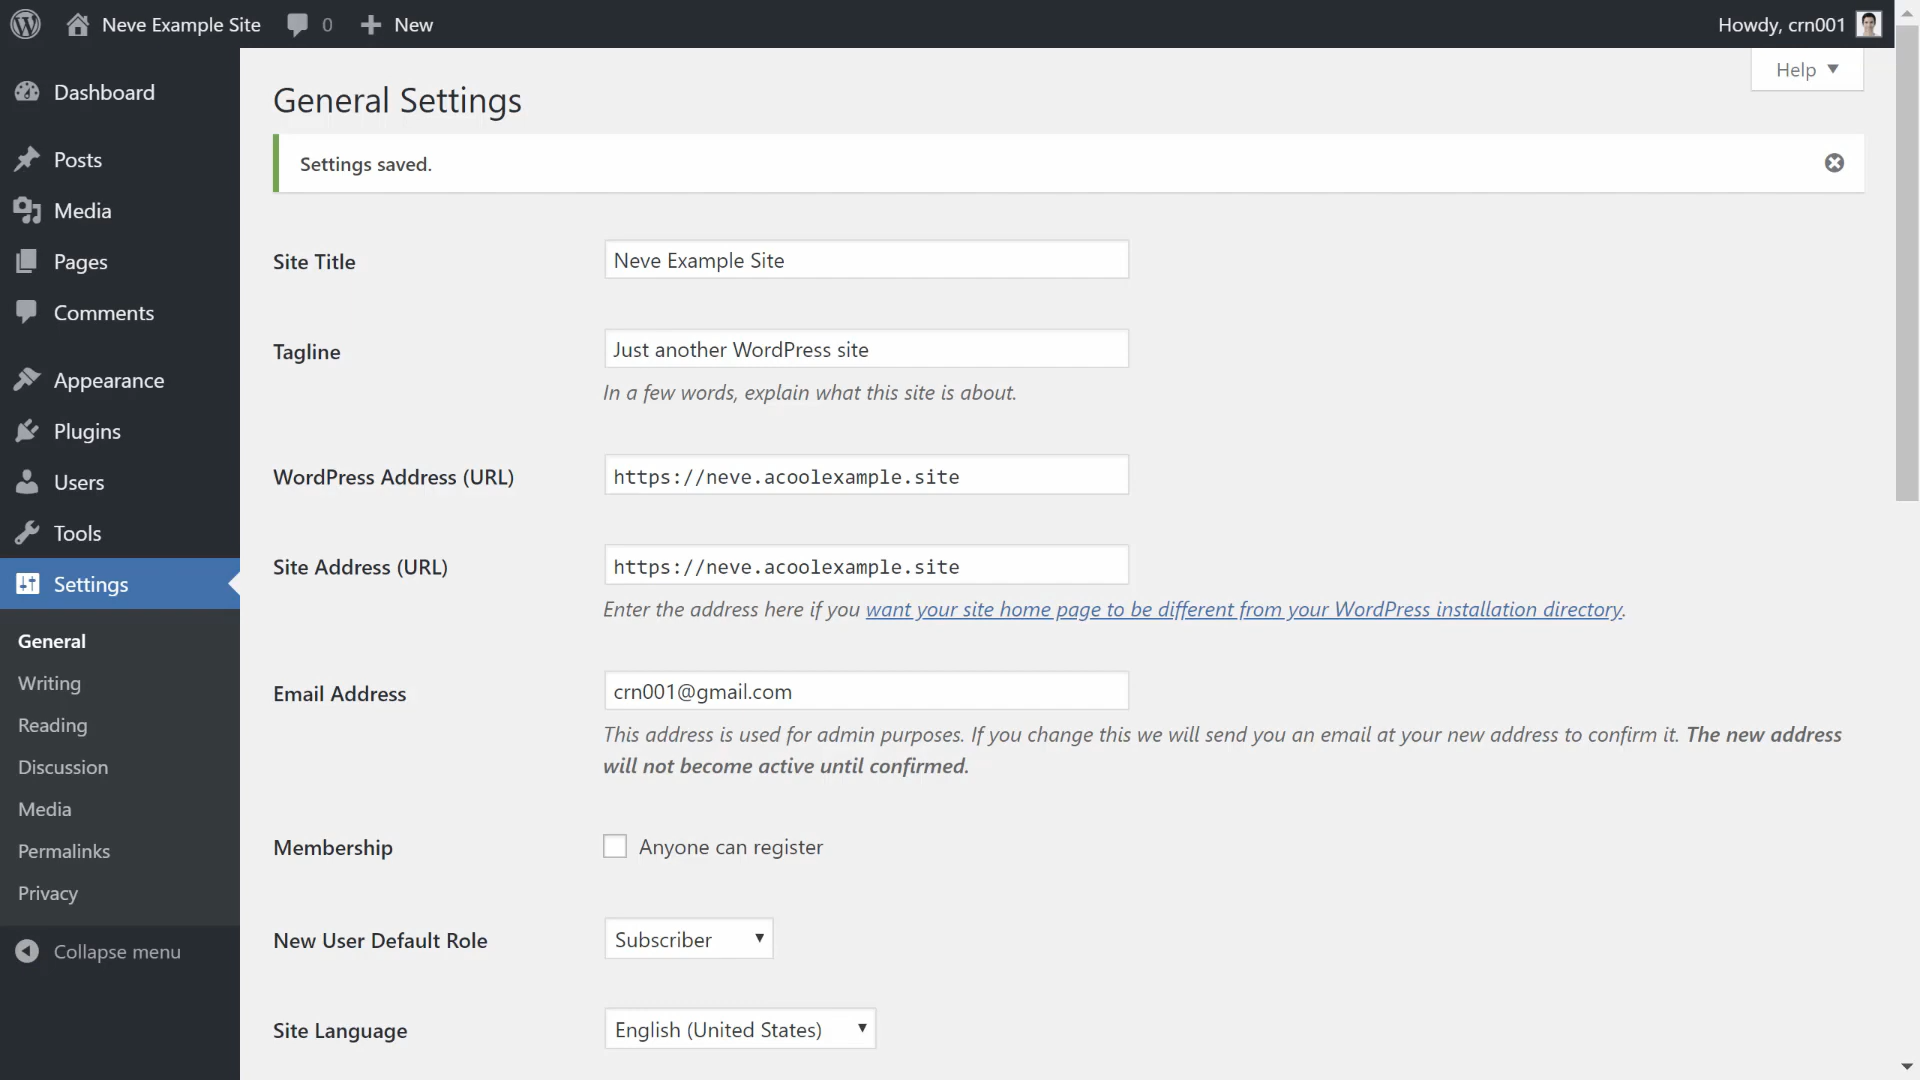 Neve Example Site
0
New
Howdy, crn001
Help
Dashboard
Posts
Media
Pages
Comments
Appearance
Plugins
Users
Tools
Settings
General
Writing
Reading
Discussion
Media
Permalinks
Privacy
Collapse menu
General Settings
Settings saved.
Site Title
Neve Example Site
Tagline
Just another WordPress site
In a few words, explain what this site is about.
WordPress Address (URL)
https://neve.acoolexample.site
Site Address (URL)
https://neve.acoolexample.site
Enter the address here if you want your site home page to be different from your WordPress installation directory.
Email Address
crn001@gmail.com
This address is used for admin purposes. If you change this we will send you an email at your new address to confirm it. The new address
will not become active until confirmed.
Membership
Anyone can register
New User Default Role
Subscriber
Site Language
English (United States)